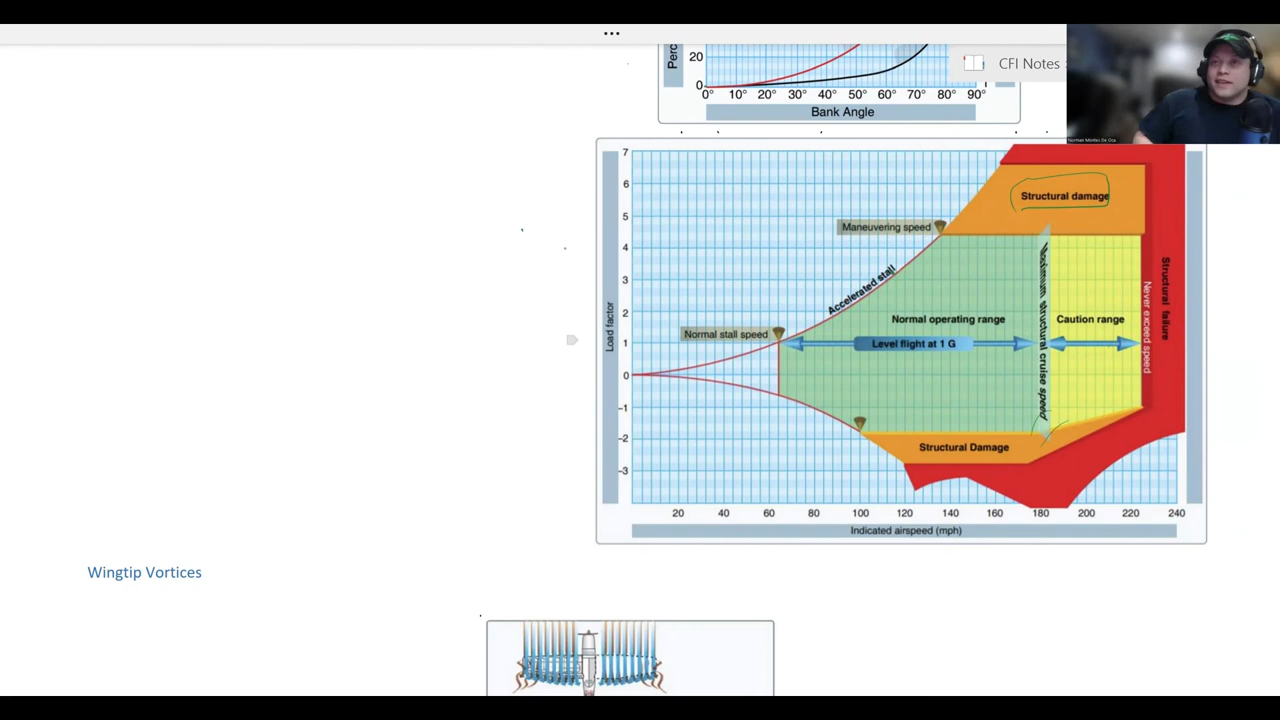 •••
CFI Notes
Perc
20
0
0° 10° 20° 30° 40° 50° 60° 70° 80° 90°
Bank Angle
Norman Montes De Oca
7
6
5
4
3
2
1
0
–1
–2
–3
Load factor
Structural damage
Maneuvering speed
Accelerated stall
Normal stall speed
Normal operating range
Caution range
Level flight at 1 G
Maximum structural cruise speed
Never exceed speed
Structural failure
Structural Damage
20 40 60 80 100 120 140 160 180 200 220 240
Indicated airspeed (mph)
Wingtip Vortices